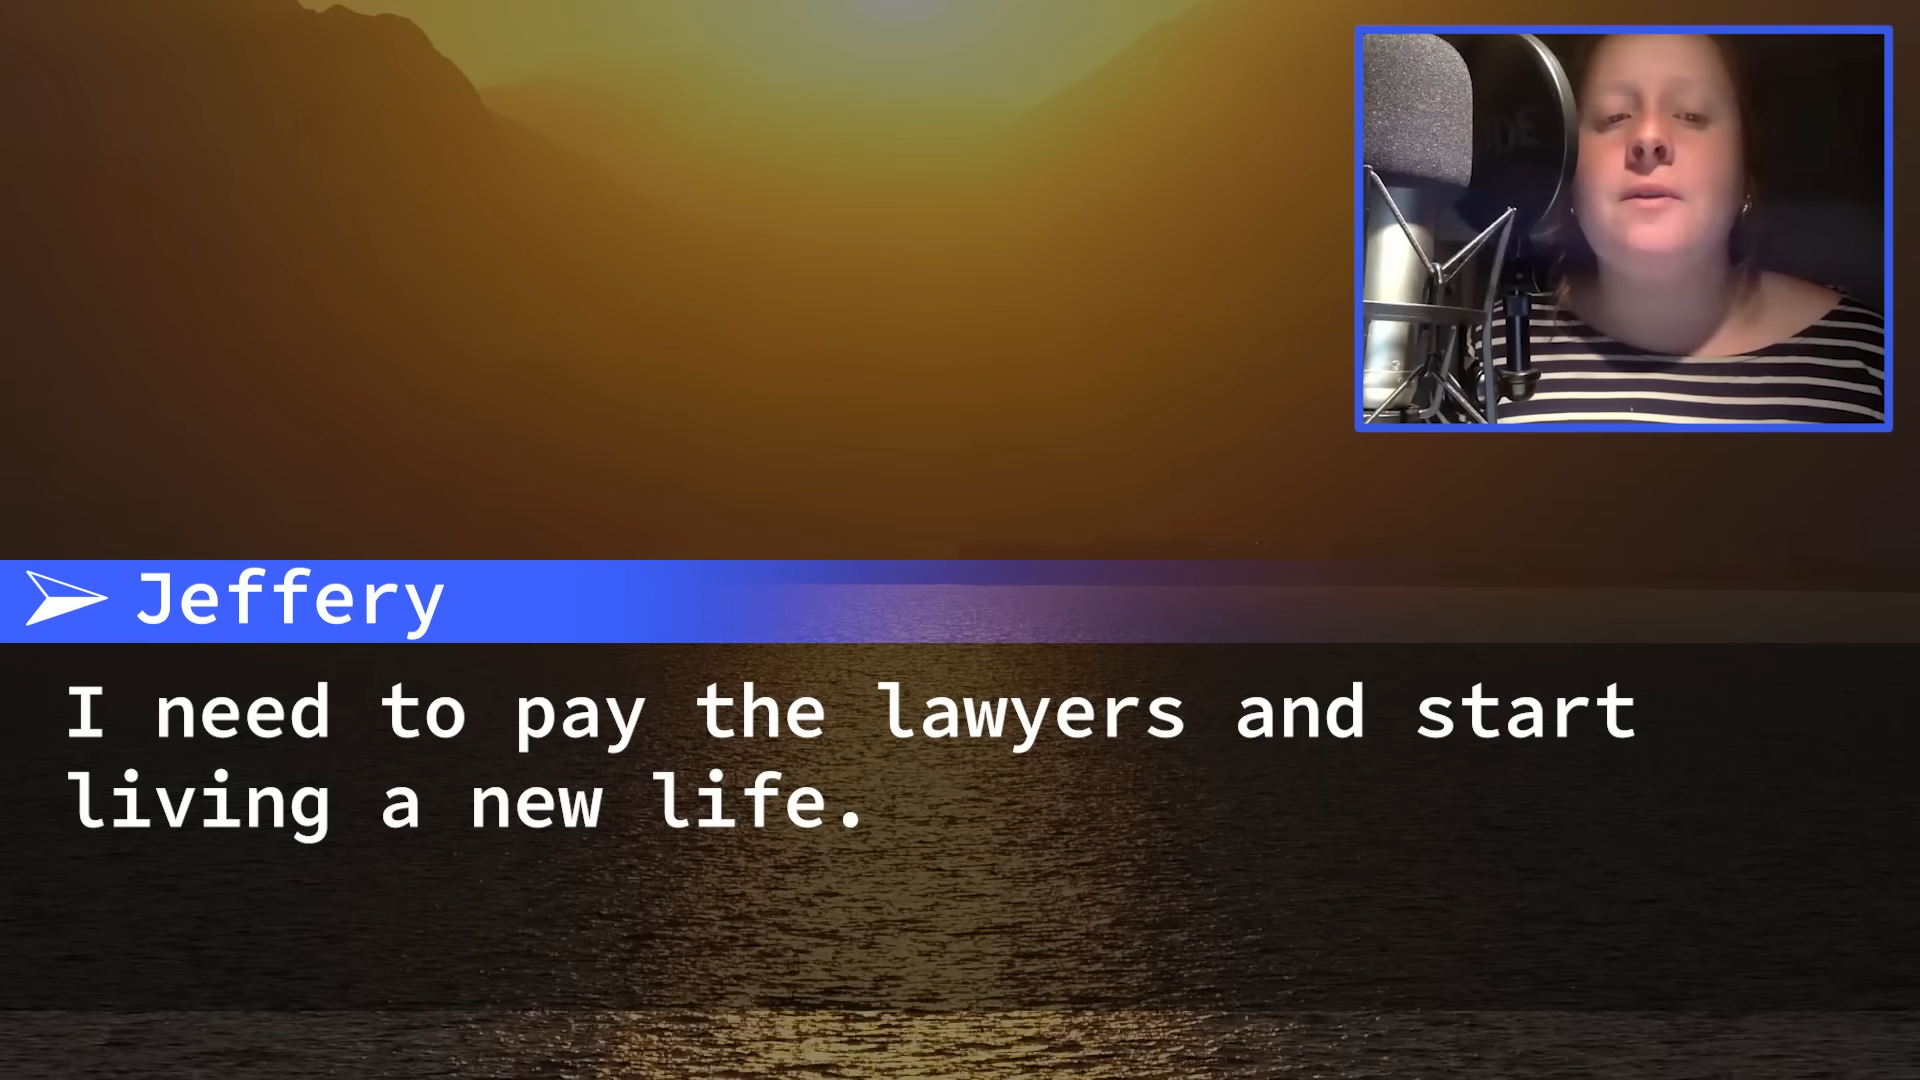 Jeffery
I need to pay the lawyers and start
living a new life.